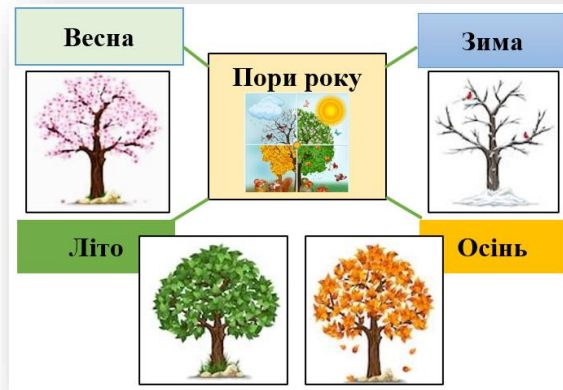 Весна
Пори року
Зима
Літо
Осінь